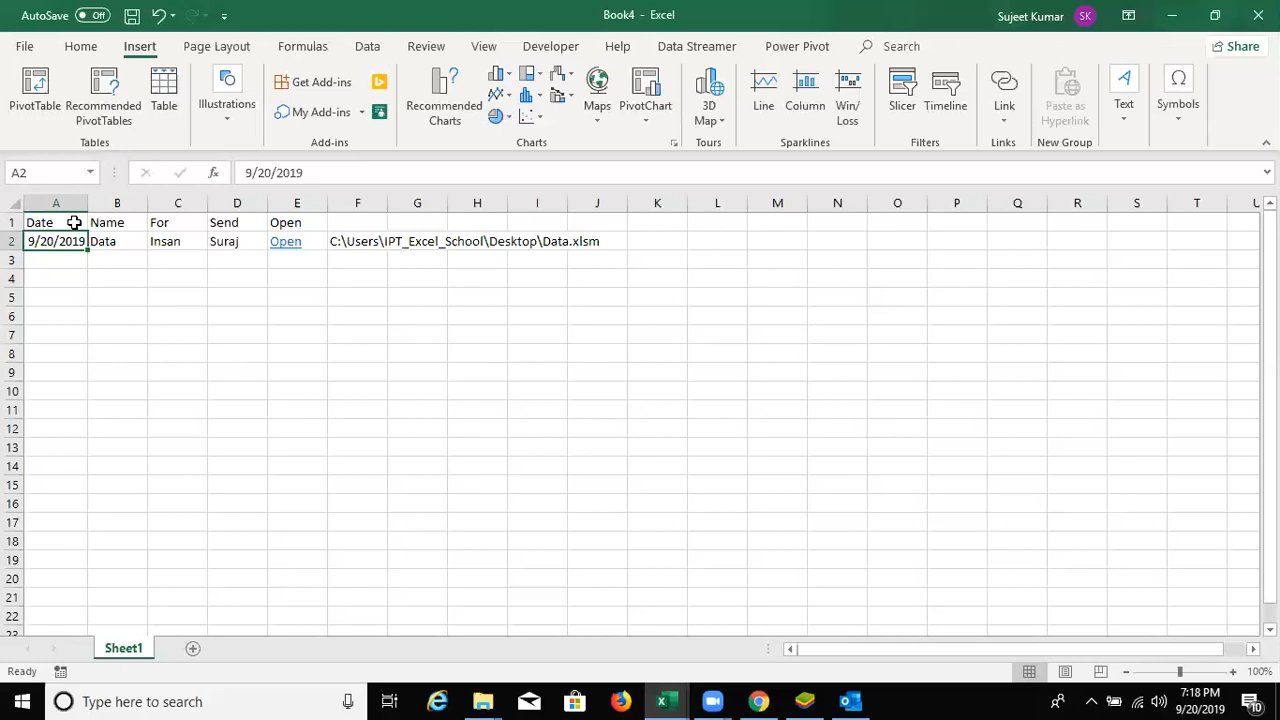 AutoSave Off Book4 - Excel Sujeet Kumar SK
File Home Insert Page Layout Formulas Data Review View Developer Help Data Streamer Power Pivot Search Share
PivotTable Recommended PivotTables Table Illustrations Get Add-ins My Add-ins Recommended Charts Maps PivotChart 3D Map Line Column Win/Loss Slicer Timeline Link Paste as Hyperlink Text Symbols
Tables Add-ins Charts Tours Sparklines Filters Links New Group
A2 fx 9/20/2019
A B C D E F G H I J K L M N O P Q R S T U
1 Date Name For Send Open
2 9/20/2019 Data Insan Suraj Open C:\Users\IPT_Excel_School\Desktop\Data.xlsm
3
4
5
6
7
8
9
10
11
12
13
14
15
16
17
18
19
20
21
22
23
Sheet1
Ready 100%
Type here to search 7:18 PM
9/20/2019 10